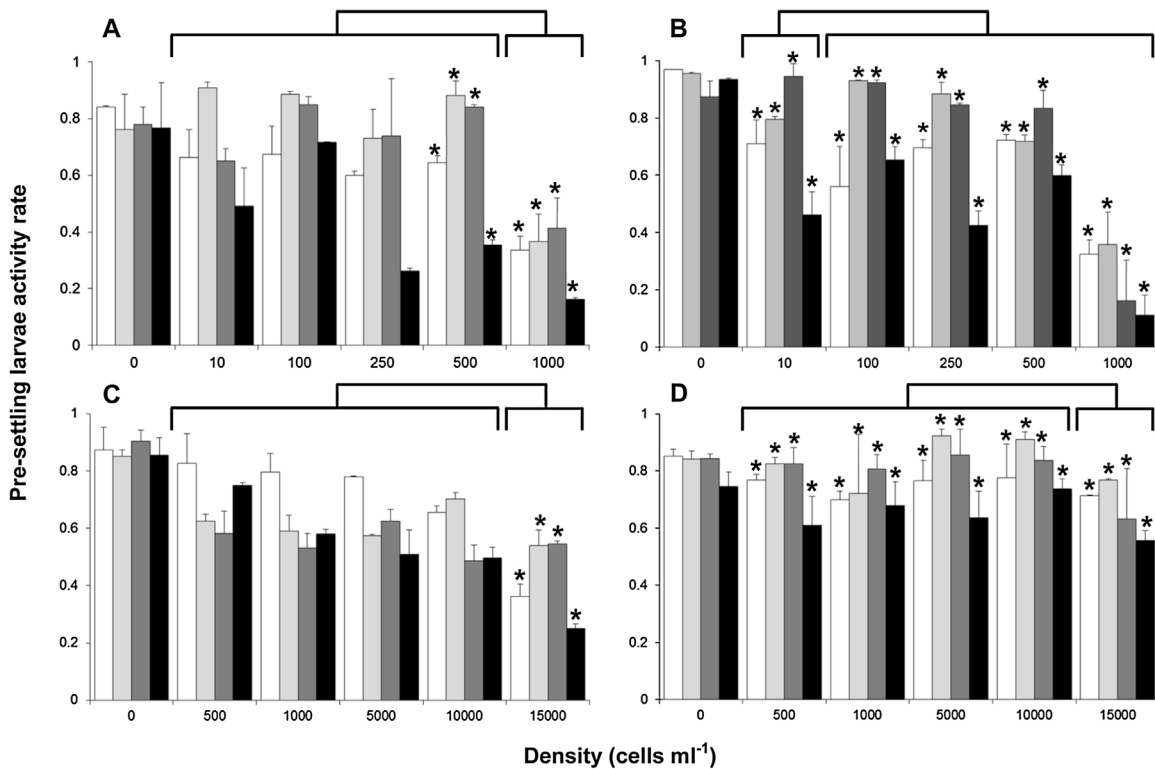 Pre-settling larvae activity rate
A
1
0.8
0.6
0.4
0.2
0
* * * * * * * *
0 10 100 250 500 1000
B
1
0.8
0.6
0.4
0.2
0
* * * * * * * * * * * * * * * * * *
0 10 100 250 500 1000
C
1
0.8
0.6
0.4
0.2
0
* * * *
0 500 1000 5000 10000 15000
D
1
0.8
0.6
0.4
0.2
0
* * * * * * * * * * * * * * * * * * * *
0 500 1000 5000 10000 15000
Density (cells ml⁻¹)